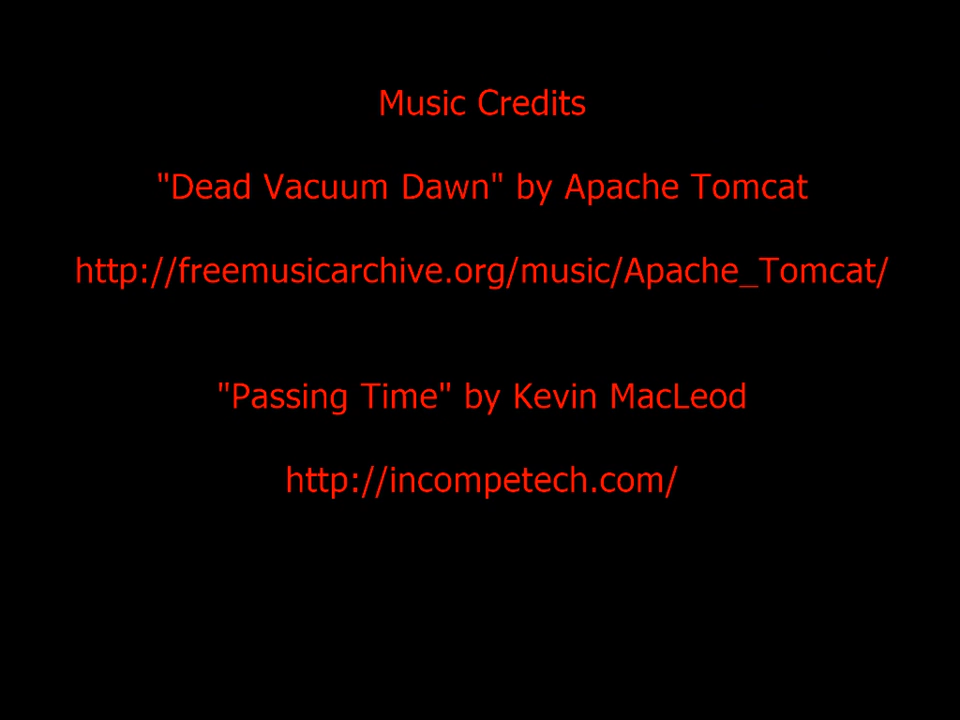 Music Credits
"Dead Vacuum Dawn" by Apache Tomcat
http://freemusicarchive.org/music/Apache_Tomcat/
"Passing Time" by Kevin MacLeod
http://incompetech.com/